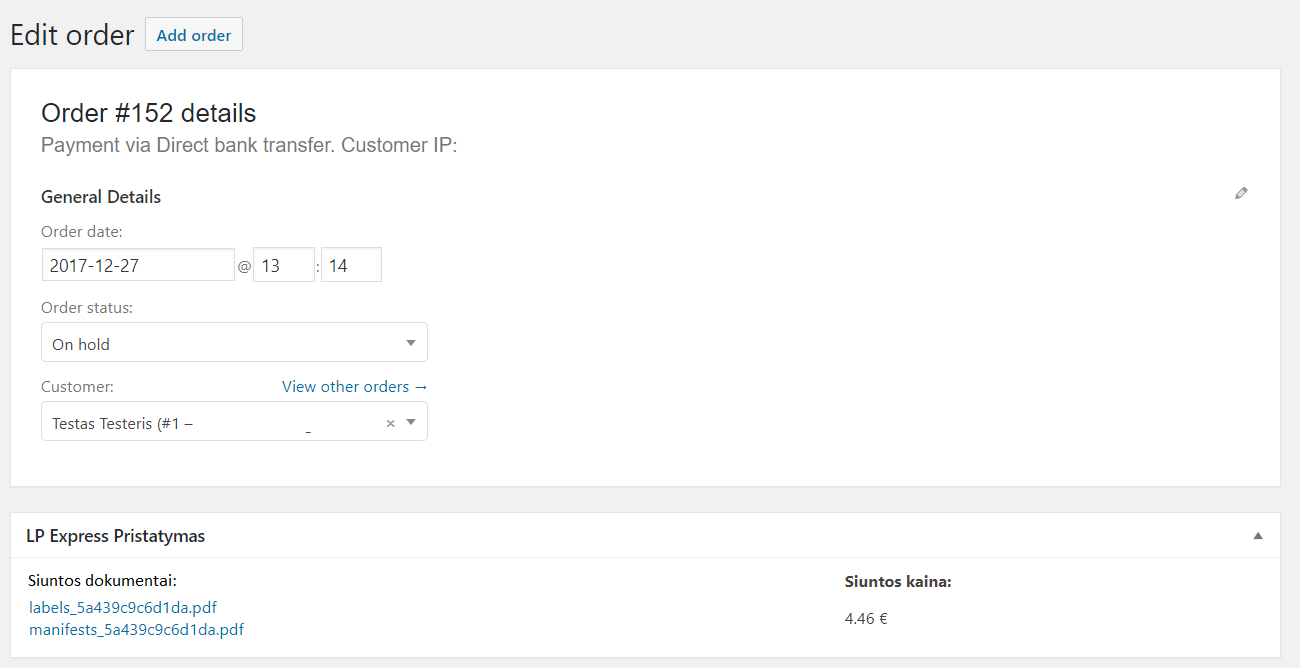 Edit order Add order
Order #152 details
Payment via Direct bank transfer. Customer IP:
General Details
Order date:
2017-12-27 @ 13 : 14
Order status:
On hold
Customer: View other orders →
Testas Testeris (#1 – ×
LP Express Pristatymas
Siuntos dokumentai: Siuntos kaina:
labels_5a439c9c6d1da.pdf
4.46 €
manifests_5a439c9c6d1da.pdf